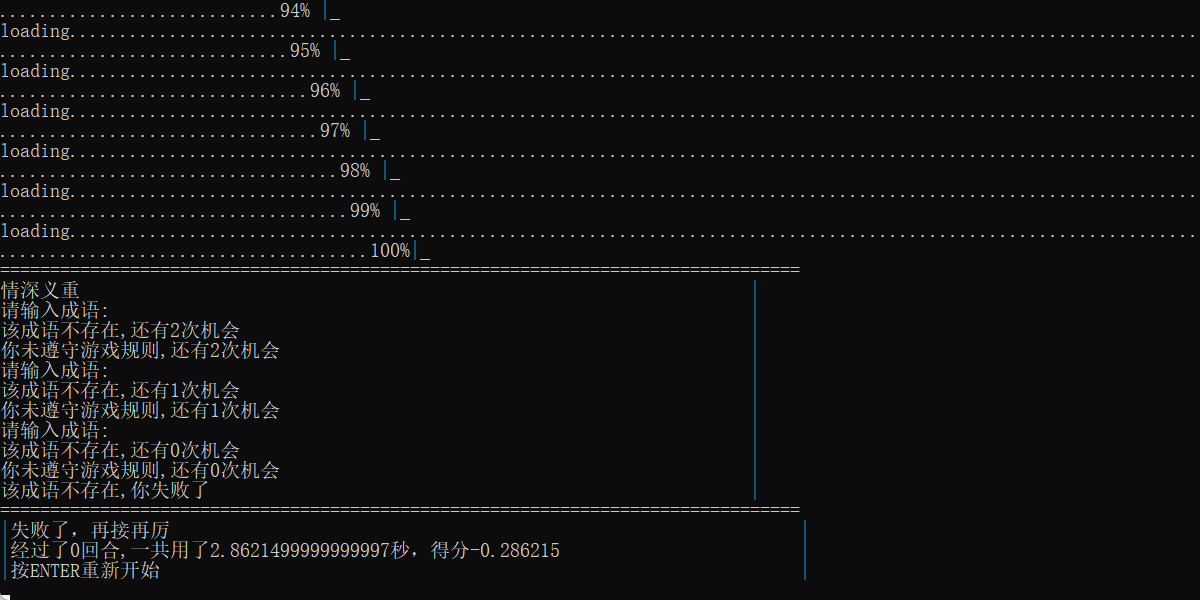 ............................94% |_
loading.................................................................................................................
.............................95% |_
loading.................................................................................................................
...............................96% |_
loading.................................................................................................................
................................97% |_
loading.................................................................................................................
..................................98% |_
loading.................................................................................................................
...................................99% |_
loading.................................................................................................................
.....................................100%|_
================================================================================
情深义重
请输入成语:
该成语不存在,还有2次机会
你未遵守游戏规则,还有2次机会
请输入成语:
该成语不存在,还有1次机会
你未遵守游戏规则,还有1次机会
请输入成语:
该成语不存在,还有0次机会
你未遵守游戏规则,还有0次机会
该成语不存在,你失败了
================================================================================
失败了，再接再厉
经过了0回合,一共用了2.8621499999999997秒，得分-0.286215
按ENTER重新开始